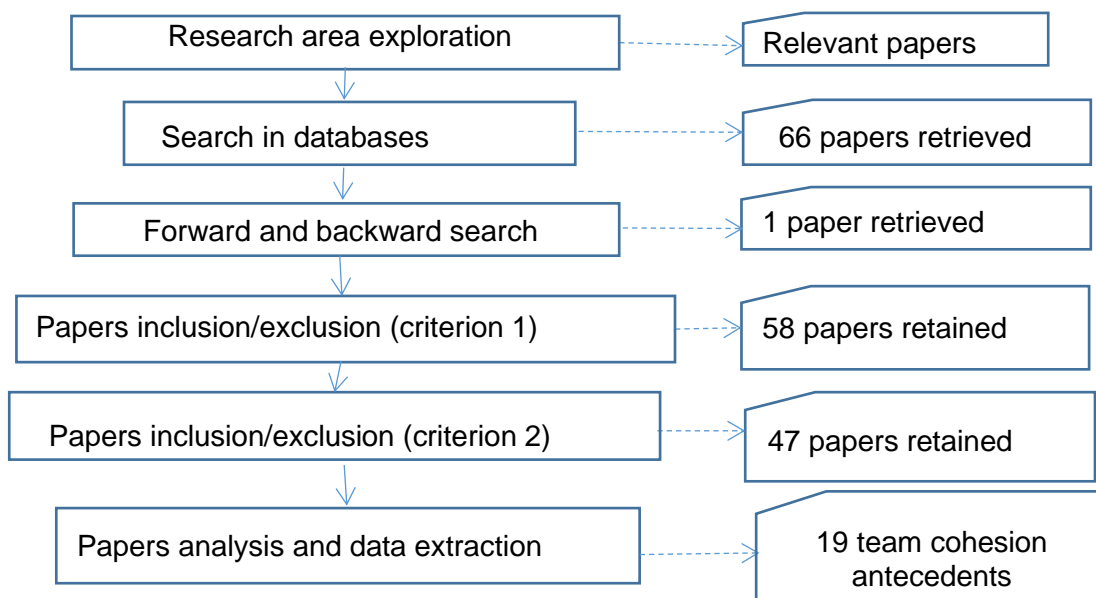 Research area exploration
Relevant papers
Search in databases
66 papers retrieved
Forward and backward search
1 paper retrieved
Papers inclusion/exclusion (criterion 1)
58 papers retained
Papers inclusion/exclusion (criterion 2)
47 papers retained
Papers analysis and data extraction
19 team cohesion
antecedents